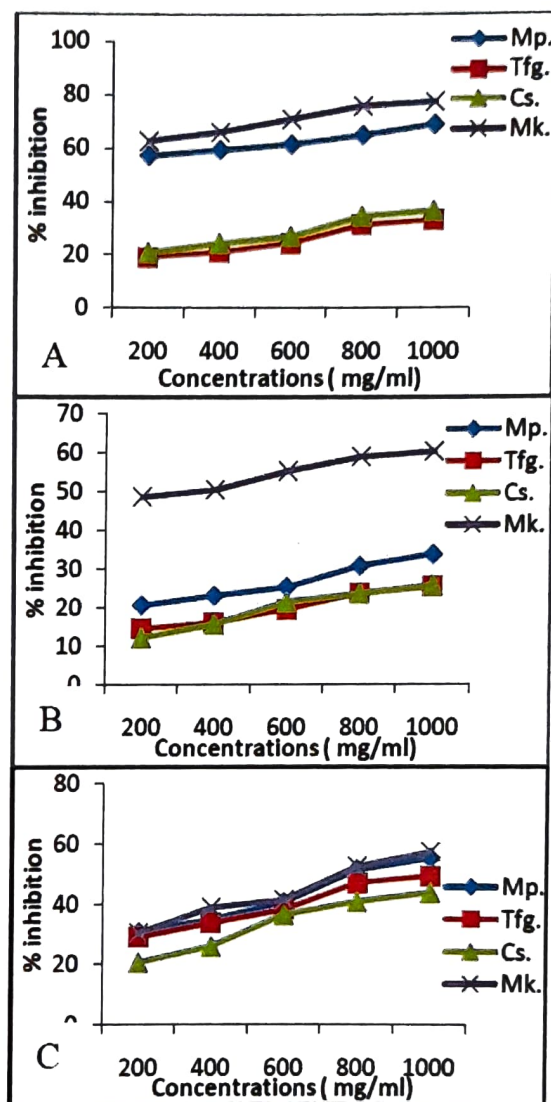 100
80
60
40
20
0
% inhibition
Mp.
Tfg.
Cs.
Mk.
200 400 600 800 1000
Concentrations ( mg/ml)
A
70
60
50
40
30
20
10
0
% inhibition
Mp.
Tfg.
Cs.
Mk.
200 400 600 800 1000
Concentrations ( mg/ml)
B
80
60
40
20
0
% inhibition
Mp.
Tfg.
Cs.
Mk.
200 400 600 800 1000
Concentrations ( mg/ml)
C